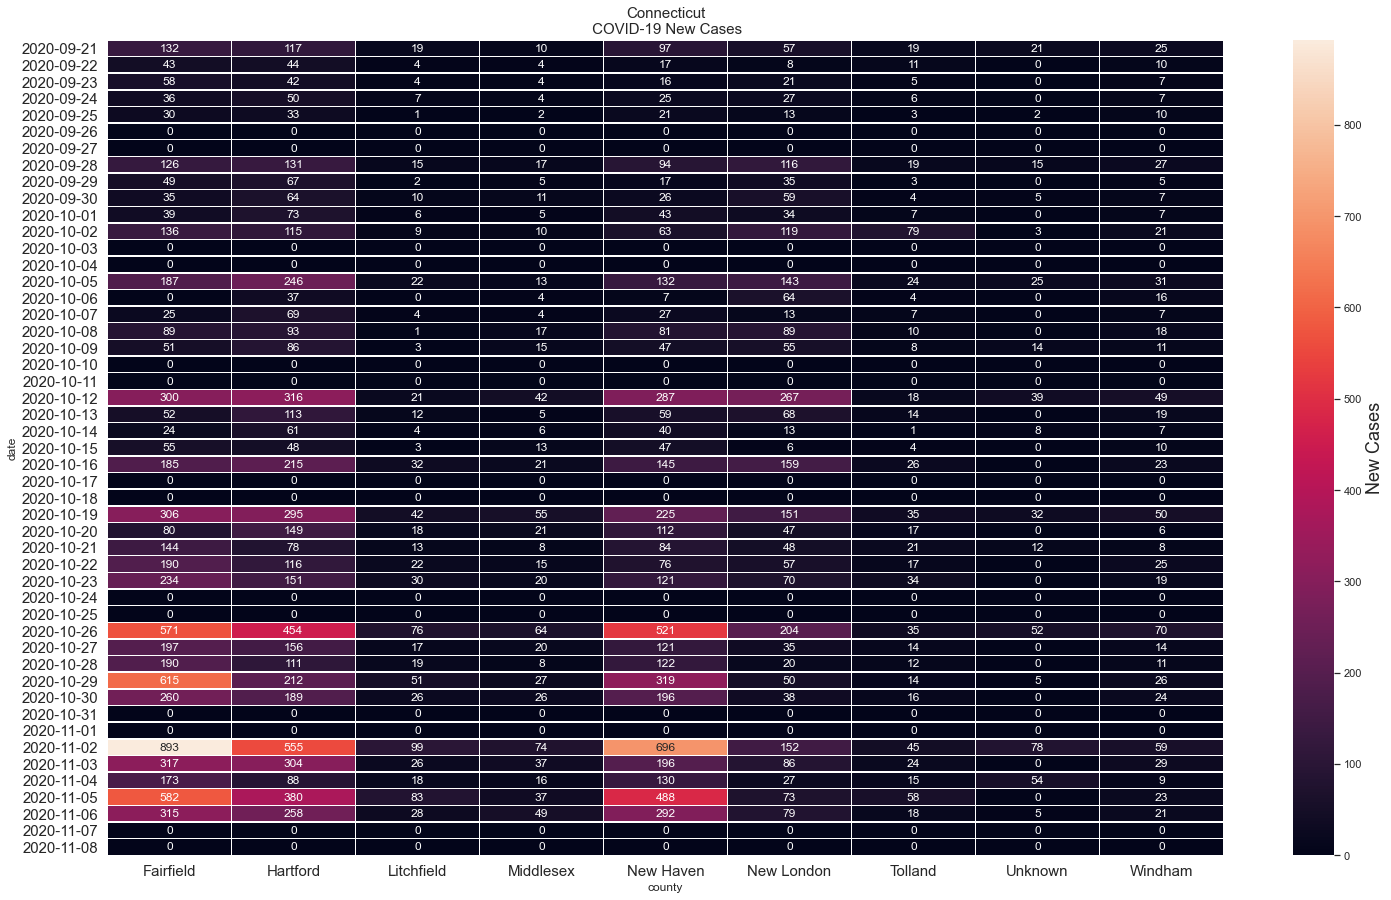 Connecticut
COVID-19 New Cases
2020-09-21 132 117 19 10 97 57 19 21 25
2020-09-22 43 44 4 4 17 8 11 0 10
2020-09-23 58 42 4 4 16 21 5 0 7
2020-09-24 36 50 7 4 25 27 6 0 7
2020-09-25 30 33 1 2 21 13 3 2 10
2020-09-26 0 0 0 0 0 0 0 0 0
2020-09-27 0 0 0 0 0 0 0 0 0
2020-09-28 126 131 15 17 94 116 19 15 27
2020-09-29 49 67 2 5 17 35 3 0 5
2020-09-30 35 64 10 11 26 59 4 5 7
2020-10-01 39 73 6 5 43 34 7 0 7
2020-10-02 136 115 9 10 63 119 79 3 21
2020-10-03 0 0 0 0 0 0 0 0 0
2020-10-04 0 0 0 0 0 0 0 0 0
2020-10-05 187 246 22 13 132 143 24 25 31
2020-10-06 0 37 0 4 7 64 4 0 16
2020-10-07 25 69 4 4 27 13 7 0 7
2020-10-08 89 93 1 17 81 89 10 0 18
2020-10-09 51 86 3 15 47 55 8 14 11
2020-10-10 0 0 0 0 0 0 0 0 0
2020-10-11 0 0 0 0 0 0 0 0 0
2020-10-12 300 316 21 42 287 267 18 39 49
2020-10-13 52 113 12 5 59 68 14 0 19
2020-10-14 24 61 4 6 40 13 1 8 7
2020-10-15 55 48 3 13 47 6 4 0 10
2020-10-16 185 215 32 21 145 159 26 0 23
2020-10-17 0 0 0 0 0 0 0 0 0
2020-10-18 0 0 0 0 0 0 0 0 0
2020-10-19 306 295 42 55 225 151 35 32 50
2020-10-20 80 149 18 21 112 47 17 0 6
2020-10-21 144 78 13 8 84 48 21 12 8
2020-10-22 190 116 22 15 76 57 17 0 25
2020-10-23 234 151 30 20 121 70 34 0 19
2020-10-24 0 0 0 0 0 0 0 0 0
2020-10-25 0 0 0 0 0 0 0 0 0
2020-10-26 571 454 76 64 521 204 35 52 70
2020-10-27 197 156 17 20 121 35 14 0 14
2020-10-28 190 111 19 8 122 20 12 0 11
2020-10-29 615 212 51 27 319 50 14 5 26
2020-10-30 260 189 26 26 196 38 16 0 24
2020-10-31 0 0 0 0 0 0 0 0 0
2020-11-01 0 0 0 0 0 0 0 0 0
2020-11-02 893 555 99 74 696 152 45 78 59
2020-11-03 317 304 26 37 196 86 24 0 29
2020-11-04 173 88 18 16 130 27 15 54 9
2020-11-05 582 380 83 37 488 73 58 0 23
2020-11-06 315 258 28 49 292 79 18 5 21
2020-11-07 0 0 0 0 0 0 0 0 0
2020-11-08 0 0 0 0 0 0 0 0 0
date
Fairfield Hartford Litchfield Middlesex New Haven New London Tolland Unknown Windham
county
800
700
600
500
400
300
200
100
0
New Cases